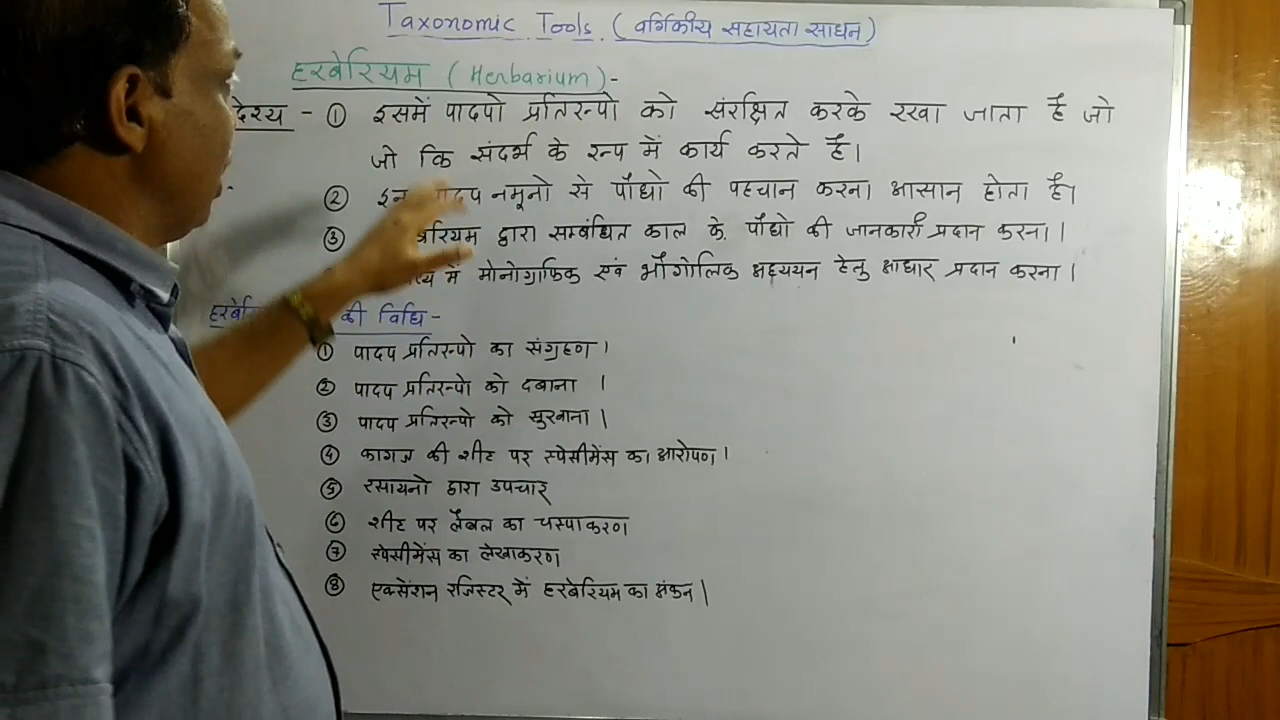 Taxonomic Tools. (वर्गिकीय सहायता साधन)
हरबेरियम (Herbarium)-
देश्य - ① इसमें पादपो प्रतिरूपो को संरक्षित करके रखा जाता है जो
जो कि संदर्भ के रूप में कार्य करते है।
② इन पादप नमूनो से पौधो की पहचान करना आसान होता है।
③ बेरियम द्वारा सम्बंधित काल के पौधो की जानकारी प्रदान करना।
में मोनोग्राफिक एवं भौगोलिक अध्ययन हेतु आधार प्रदान करना।
हरबेरि की विधि-
① पादप प्रतिरूपो का संग्रहण।
② पादप प्रतिरूपो को दबाना ।
③ पादप प्रतिरूपो को सुखाना।
④ कागज की शीट पर स्पेसीमेंस का आरोपण।
⑤ रसायनो द्वारा उपचार
⑥ शीट पर लैबल का चस्पाकरण
⑦ स्पेसीमेंस का लेखाकरण
⑧ एक्सेशन रजिस्टर में हरबेरियम का अंकन।